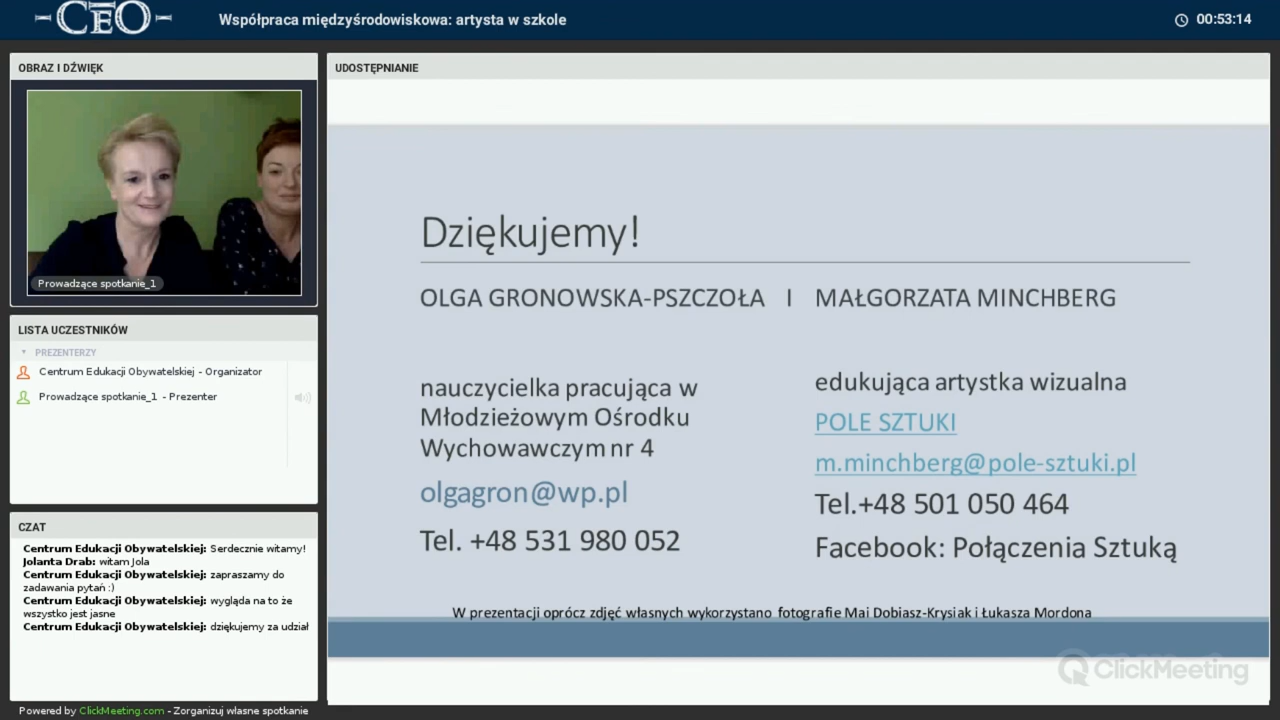 CEO
Współpraca międzyśrodowiskowa: artysta w szkole
00:53:14
OBRAZ I DŹWIĘK
Prowadzące spotkanie_1
LISTA UCZESTNIKÓW
PREZENTERZY
Centrum Edukacji Obywatelskiej - Organizator
Prowadzące spotkanie_1 - Prezenter
CZAT
Centrum Edukacji Obywatelskiej: Serdecznie witamy!
Jolanta Drab: witam Jola
Centrum Edukacji Obywatelskiej: zapraszamy do
zadawania pytań :)
Centrum Edukacji Obywatelskiej: wygląda na to że
wszystko jest jasne
Centrum Edukacji Obywatelskiej: dziękujemy za udział
UDOSTĘPNIANIE
Dziękujemy!
OLGA GRONOWSKA-PSZCZOŁA I MAŁGORZATA MINCHBERG
nauczycielka pracująca w
Młodzieżowym Ośrodku
Wychowawczym nr 4
olgagron@wp.pl
Tel. +48 531 980 052
edukująca artystka wizualna
POLE SZTUKI
m.minchberg@pole-sztuki.pl
Tel.+48 501 050 464
Facebook: Połączenia Sztuką
W prezentacji oprócz zdjęć własnych wykorzystano fotografie Mai Dobiasz-Krysiak i Łukasza Mordona
ClickMeeting
Powered by ClickMeeting.com - Zorganizuj własne spotkanie